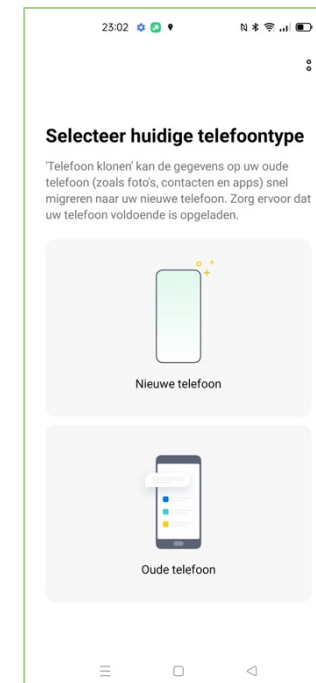 23:02
Selecteer huidige telefoontype
'Telefoon klonen' kan de gegevens op uw oude
telefoon (zoals foto's, contacten en apps) snel
migreren naar uw nieuwe telefoon. Zorg ervoor dat
uw telefoon voldoende is opgeladen.
Nieuwe telefoon
Oude telefoon